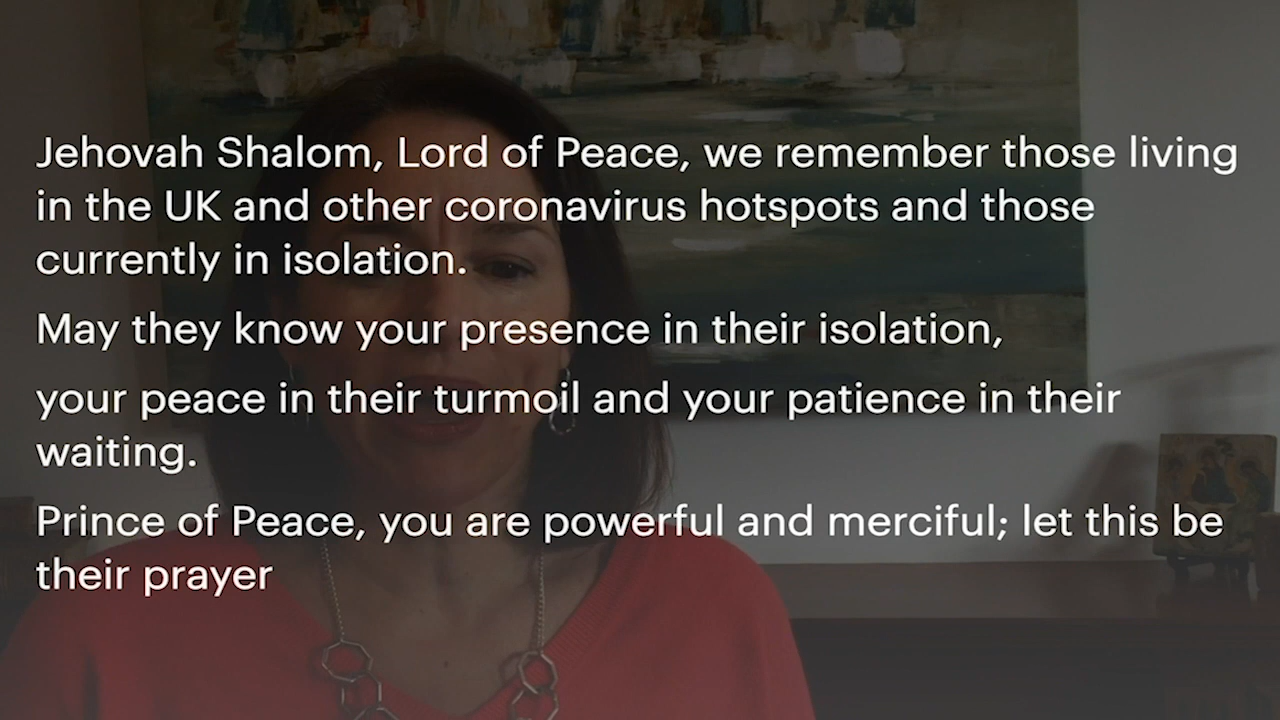 Jehovah Shalom, Lord of Peace, we remember those living
in the UK and other coronavirus hotspots and those
currently in isolation.
May they know your presence in their isolation,
your peace in their turmoil and your patience in their
waiting.
Prince of Peace, you are powerful and merciful; let this be
their prayer